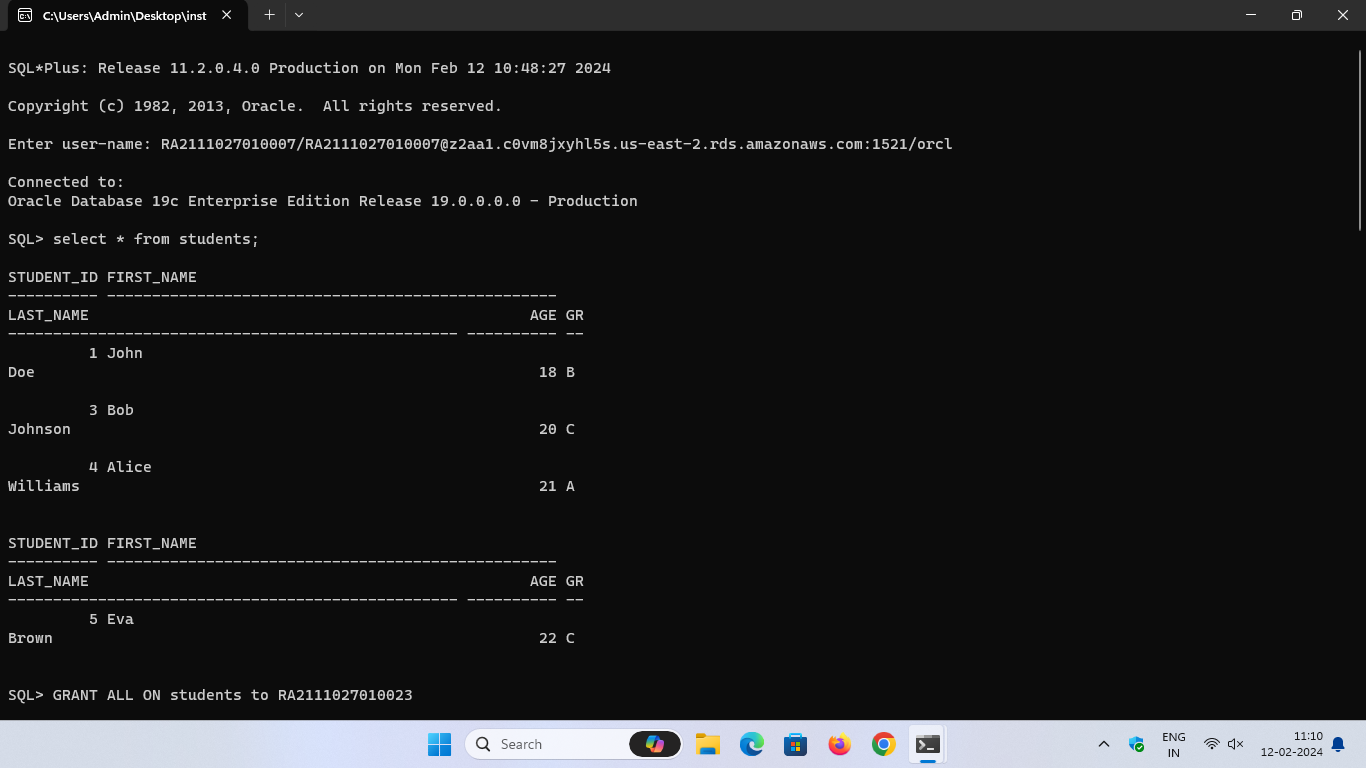 C:\Users\Admin\Desktop\inst
SQL*Plus: Release 11.2.0.4.0 Production on Mon Feb 12 10:48:27 2024
Copyright (c) 1982, 2013, Oracle.  All rights reserved.
Enter user-name: RA2111027010007/RA2111027010007@z2aa1.c0vm8jxyhl5s.us-east-2.rds.amazonaws.com:1521/orcl
Connected to:
Oracle Database 19c Enterprise Edition Release 19.0.0.0.0 - Production
SQL> select * from students;
STUDENT_ID FIRST_NAME
---------- --------------------------------------------------
LAST_NAME                                                 AGE GR
-------------------------------------------------- ---------- --
         1 John
Doe                                                        18 B
         3 Bob
Johnson                                                    20 C
         4 Alice
Williams                                                   21 A
STUDENT_ID FIRST_NAME
---------- --------------------------------------------------
LAST_NAME                                                 AGE GR
-------------------------------------------------- ---------- --
         5 Eva
Brown                                                      22 C
SQL> GRANT ALL ON students to RA2111027010023
Search
ENG
IN
11:10
12-02-2024